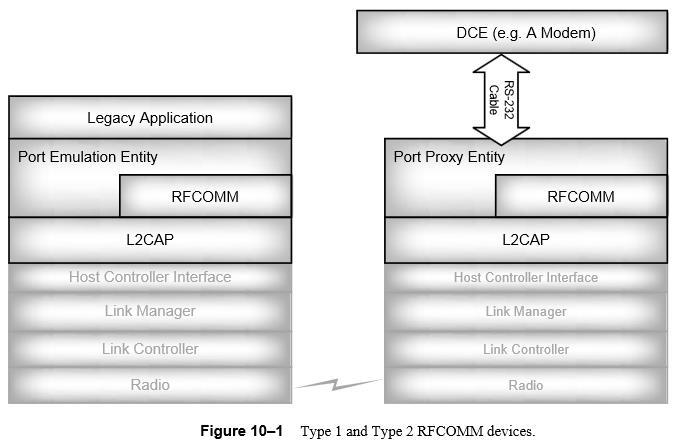 DCE (e.g. A Modem)
RS-232
Cable
Legacy Application
Port Emulation Entity
RFCOMM
L2CAP
Host Controller Interface
Link Manager
Link Controller
Radio
Port Proxy Entity
RFCOMM
L2CAP
Host Controller Interface
Link Manager
Link Controller
Radio
Figure 10–1 Type 1 and Type 2 RFCOMM devices.